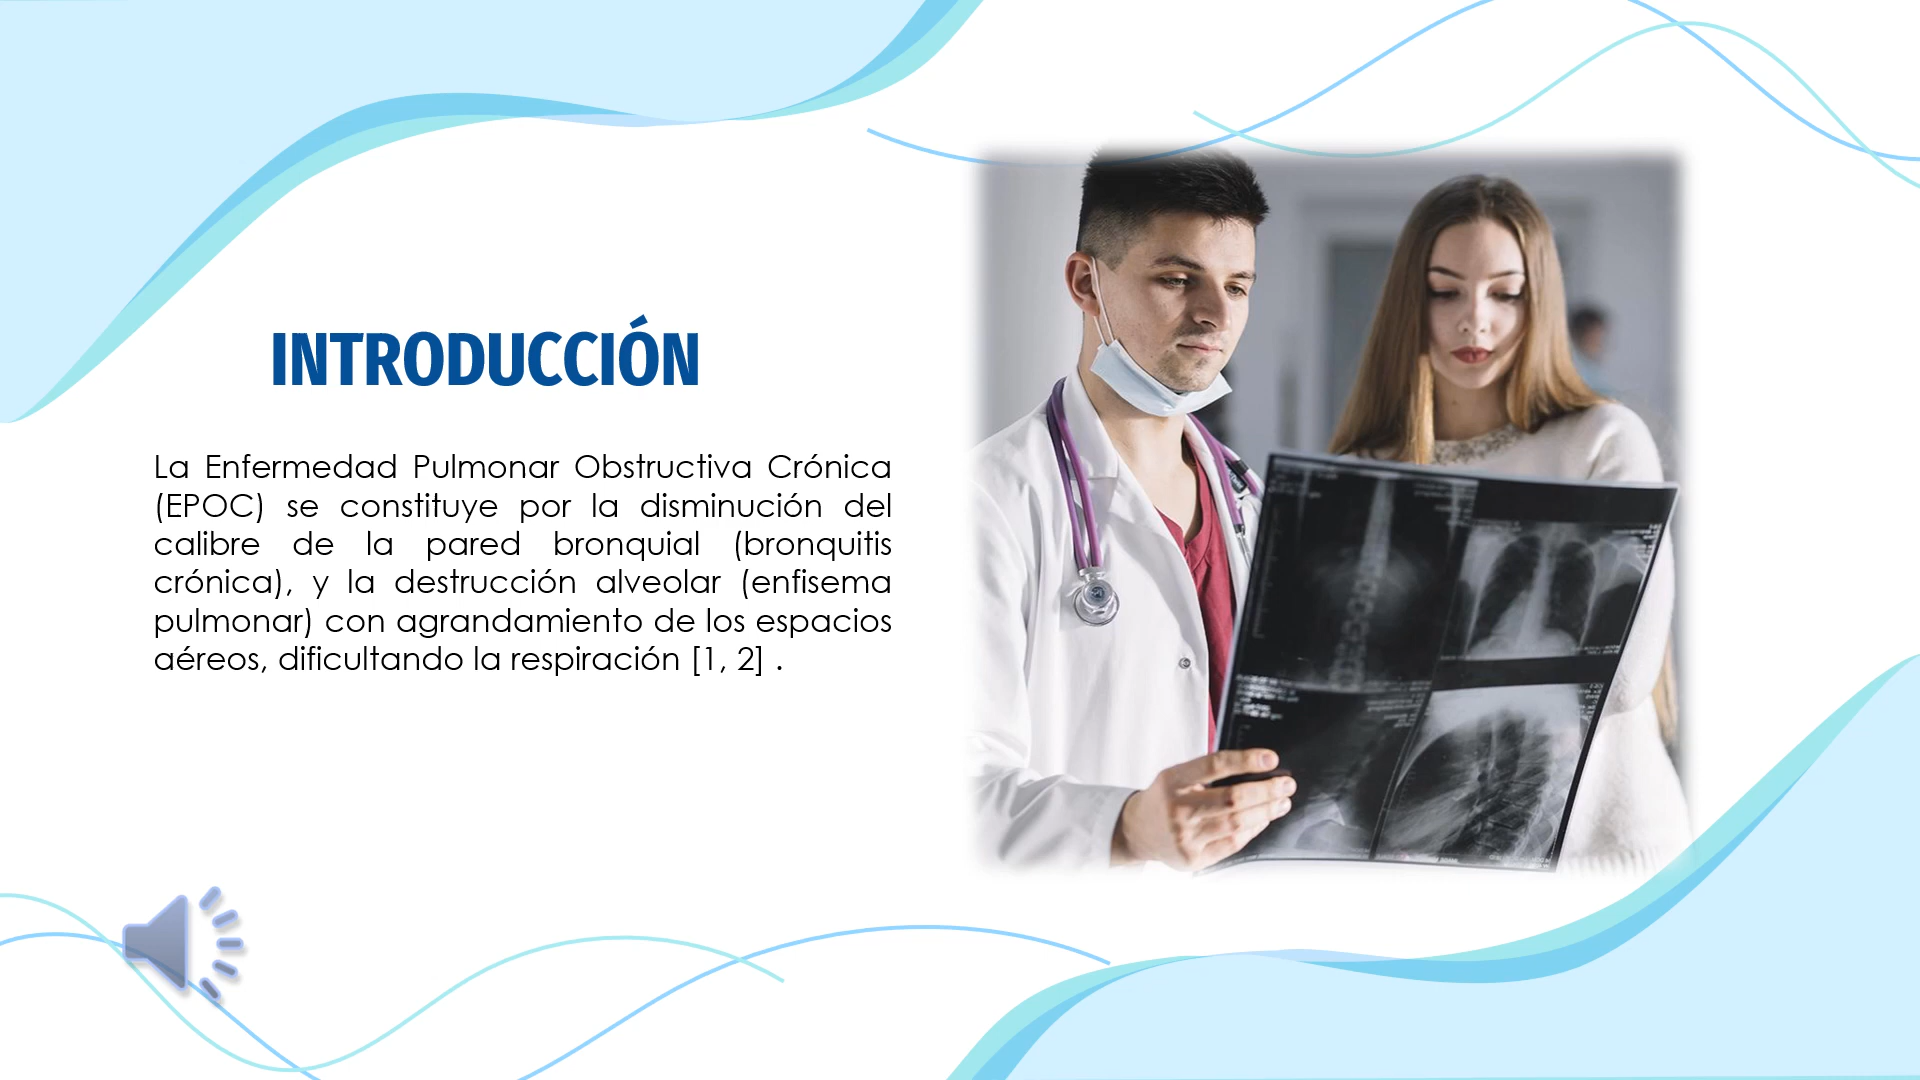 INTRODUCCIÓN
La Enfermedad Pulmonar Obstructiva Crónica
(EPOC) se constituye por la disminución del
calibre de la pared bronquial (bronquitis
crónica), y la destrucción alveolar (enfisema
pulmonar) con agrandamiento de los espacios
aéreos, dificultando la respiración [1, 2] .